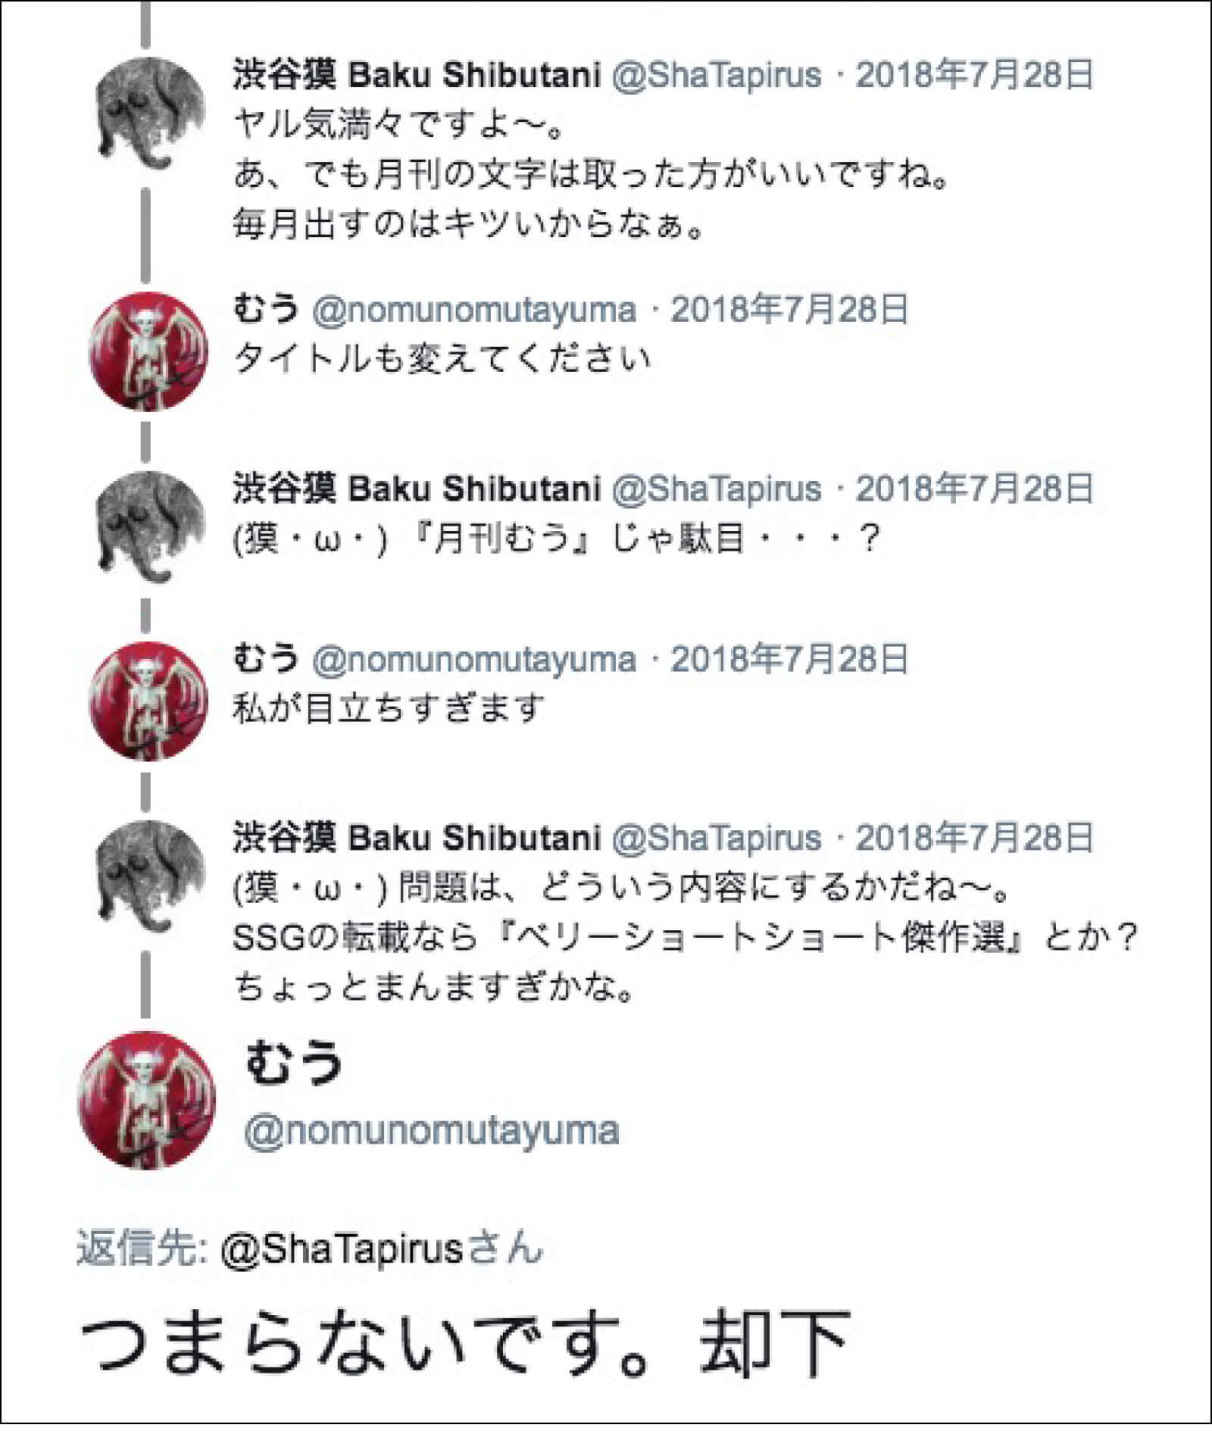 渋谷獏 Baku Shibutani @ShaTapirus · 2018年7月28日
ヤル気満々ですよ〜。
あ、でも月刊の文字は取った方がいいですね。
毎月出すのはキツいからなぁ。
むう @nomunomutayuma · 2018年7月28日
タイトルも変えてください
渋谷獏 Baku Shibutani @ShaTapirus · 2018年7月28日
(獏・ω・) 『月刊むう』じゃ駄目・・・？
むう @nomunomutayuma · 2018年7月28日
私が目立ちすぎます
渋谷獏 Baku Shibutani @ShaTapirus · 2018年7月28日
(獏・ω・) 問題は、どういう内容にするかだね〜。
SSGの転載なら『ベリーショートショート傑作選』とか？
ちょっとまんますぎかな。
むう
@nomunomutayuma
返信先: @ShaTapirusさん
つまらないです。却下